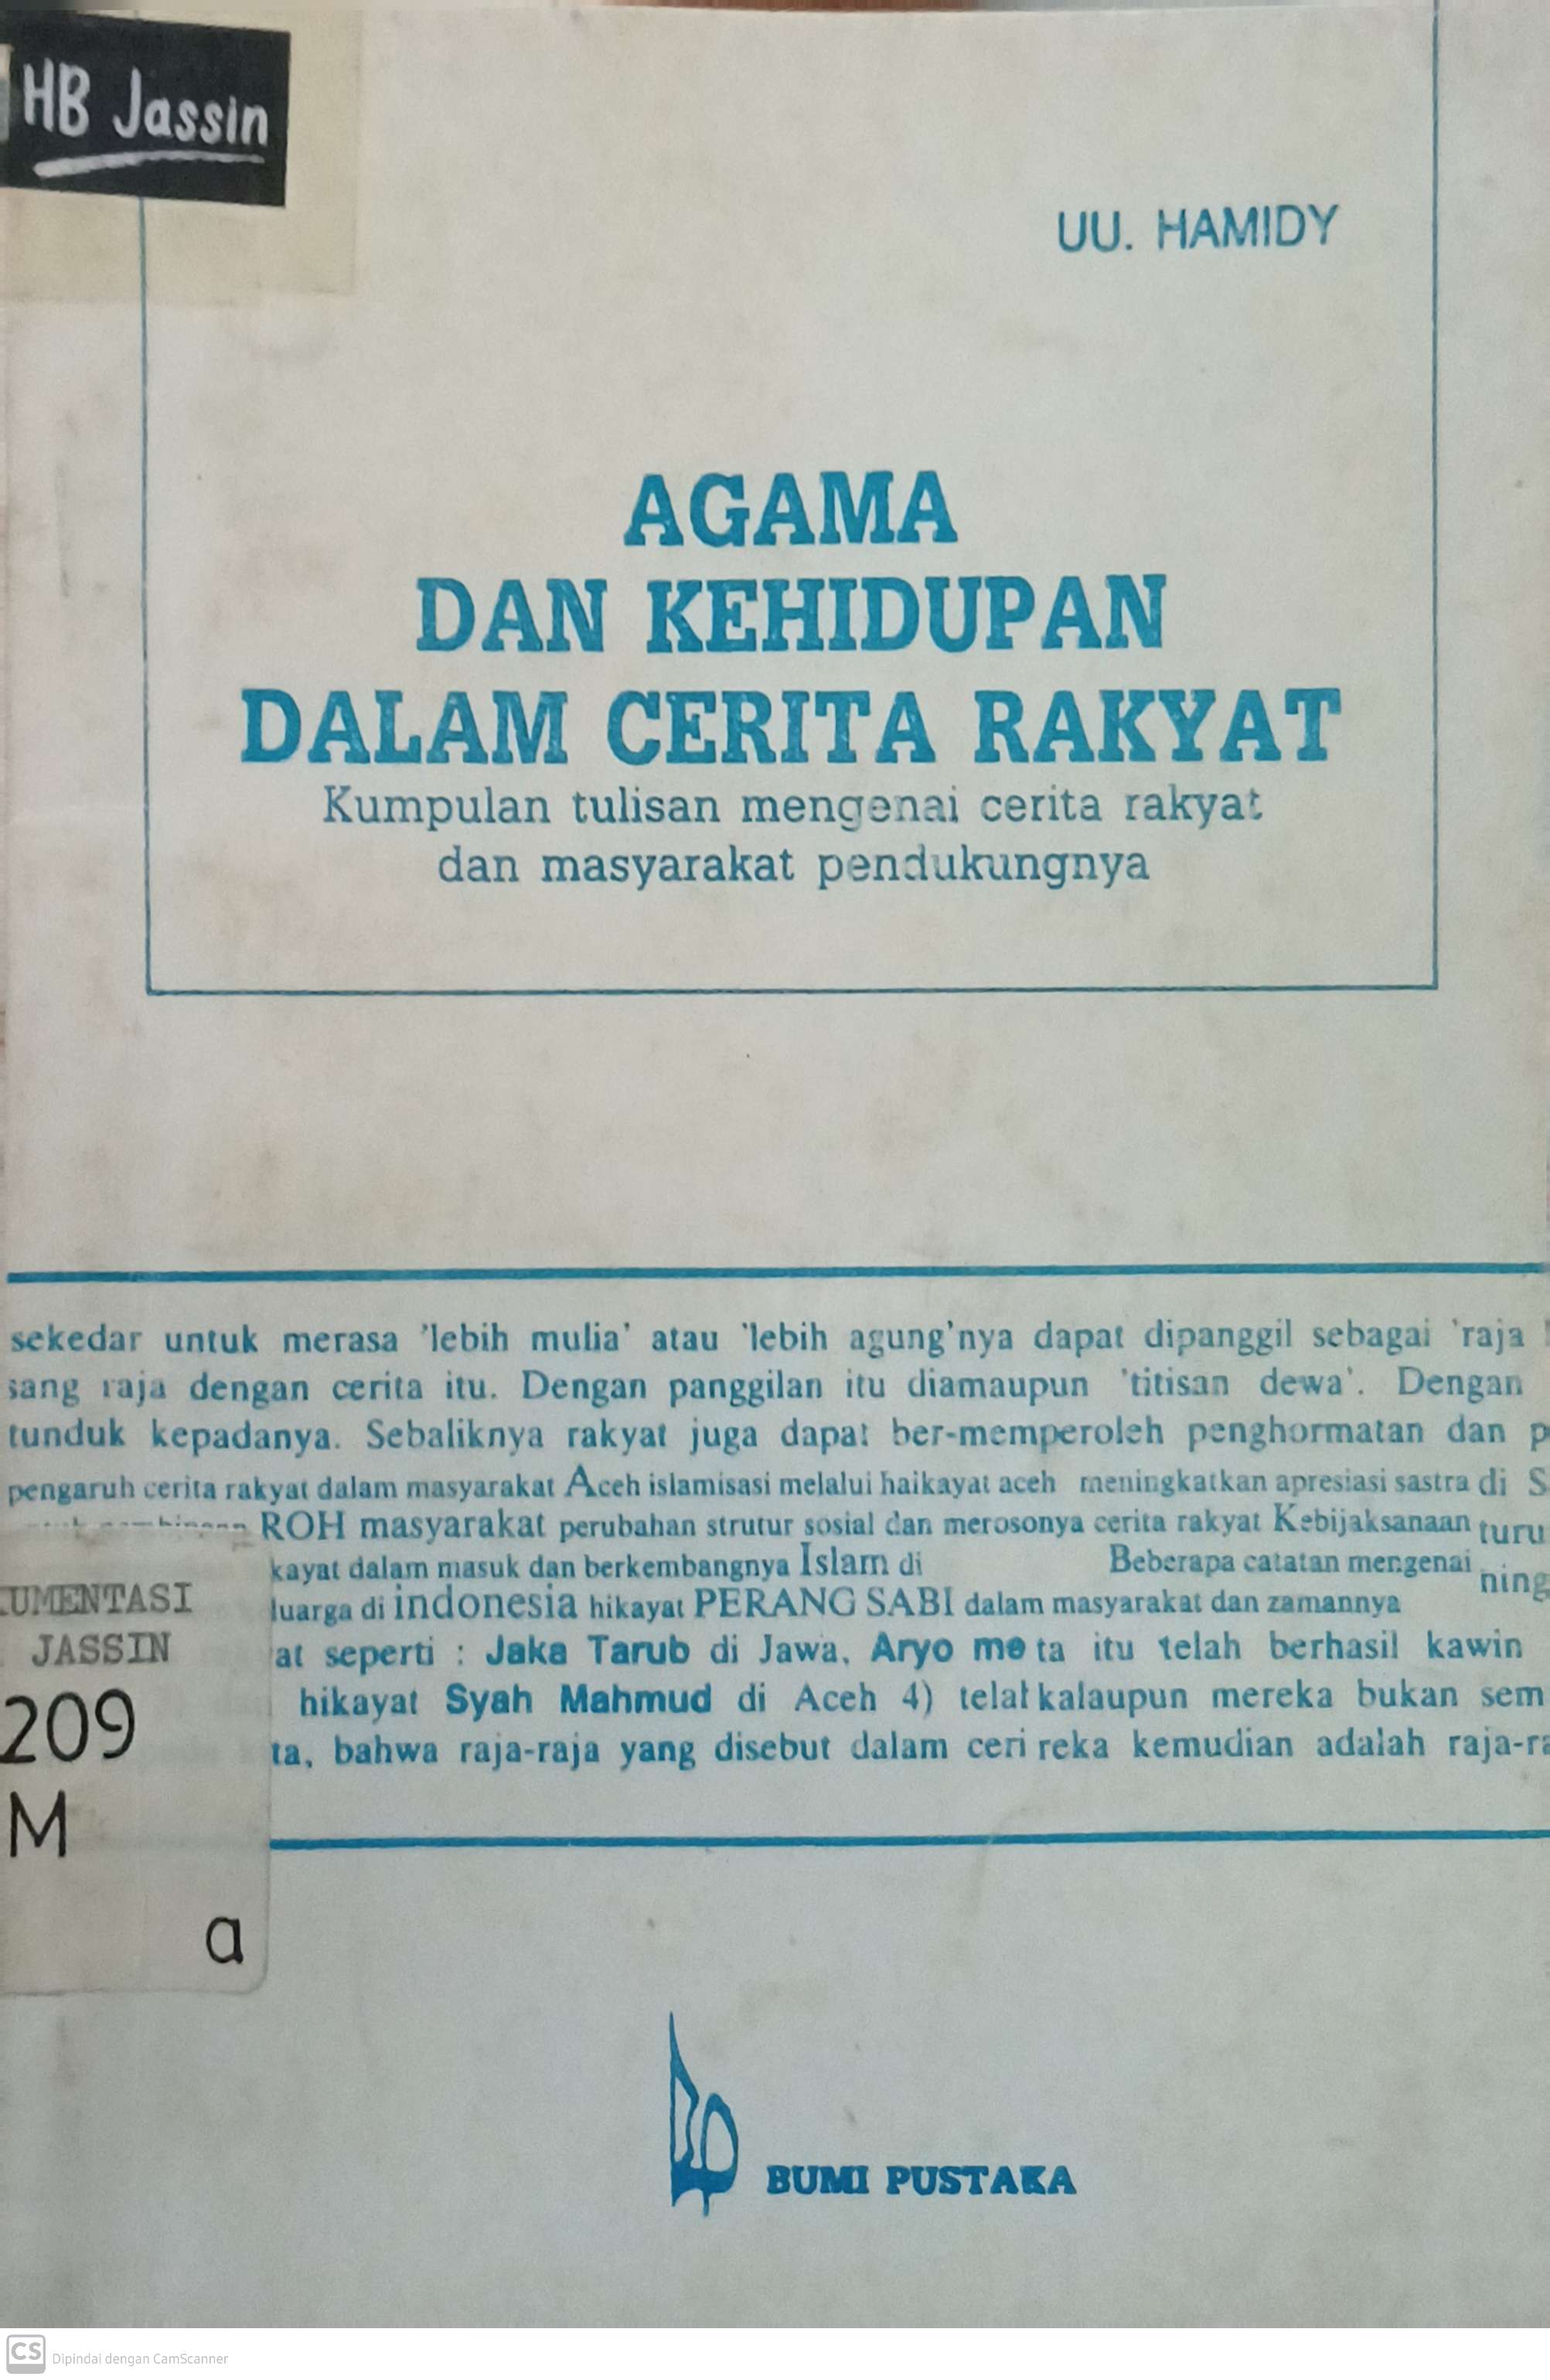 HB Jassin
UU. HAMIDY
AGAMA
DAN KEHIDUPAN
DALAM CERITA RAKYAT
Kumpulan tulisan mengenai cerita rakyat
dan masyarakat pendukungnya
sekedar untuk merasa 'lebih mulia' atau 'lebih agung'nya dapat dipanggil sebagai 'raja
sang raja dengan cerita itu. Dengan panggilan itu diamaupun 'titisan dewa'. Dengan
tunduk kepadanya. Sebaliknya rakyat juga dapat ber-memperoleh penghormatan dan p
pengaruh cerita rakyat dalam masyarakat Aceh islamisasi melalui haikayat aceh meningkatkan apresiasi sastra di S
ROH masyarakat perubahan strutur sosial dan merosonya cerita rakyat Kebijaksanaan turu
kayat dalam masuk dan berkembangnya Islam di Beberapa catatan mengenai ning
luarga di indonesia hikayat PERANG SABI dalam masyarakat dan zamannya
at seperti : Jaka Tarub di Jawa, Aryo me ta itu telah berhasil kawin
hikayat Syah Mahmud di Aceh 4) telah kalaupun mereka bukan sem
ta, bahwa raja-raja yang disebut dalam ceri reka kemudian adalah raja-ra
UMENTASI
JASSIN
209
M
a
BUMI PUSTAKA
CS Dipindai dengan CamScanner